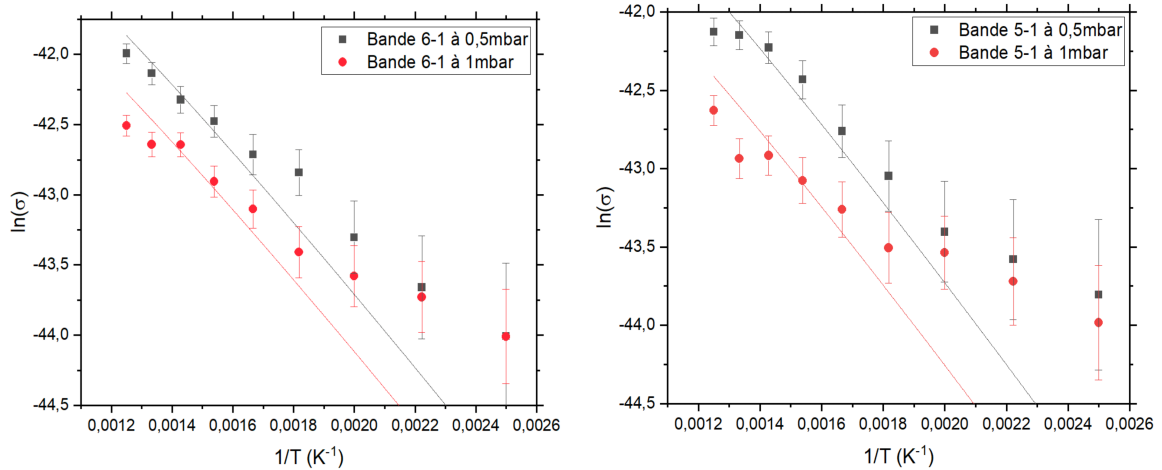 Bande 6-1 à 0,5mbar
Bande 6-1 à 1mbar
-42,0
-42,5
-43,0
-43,5
-44,0
-44,5
ln(σ)
0,0012 0,0014 0,0016 0,0018 0,0020 0,0022 0,0024 0,0026
1/T (K-1)
Bande 5-1 à 0,5mbar
Bande 5-1 à 1mbar
-42,0
-42,5
-43,0
-43,5
-44,0
-44,5
ln(σ)
0,0012 0,0014 0,0016 0,0018 0,0020 0,0022 0,0024 0,0026
1/T (K-1)